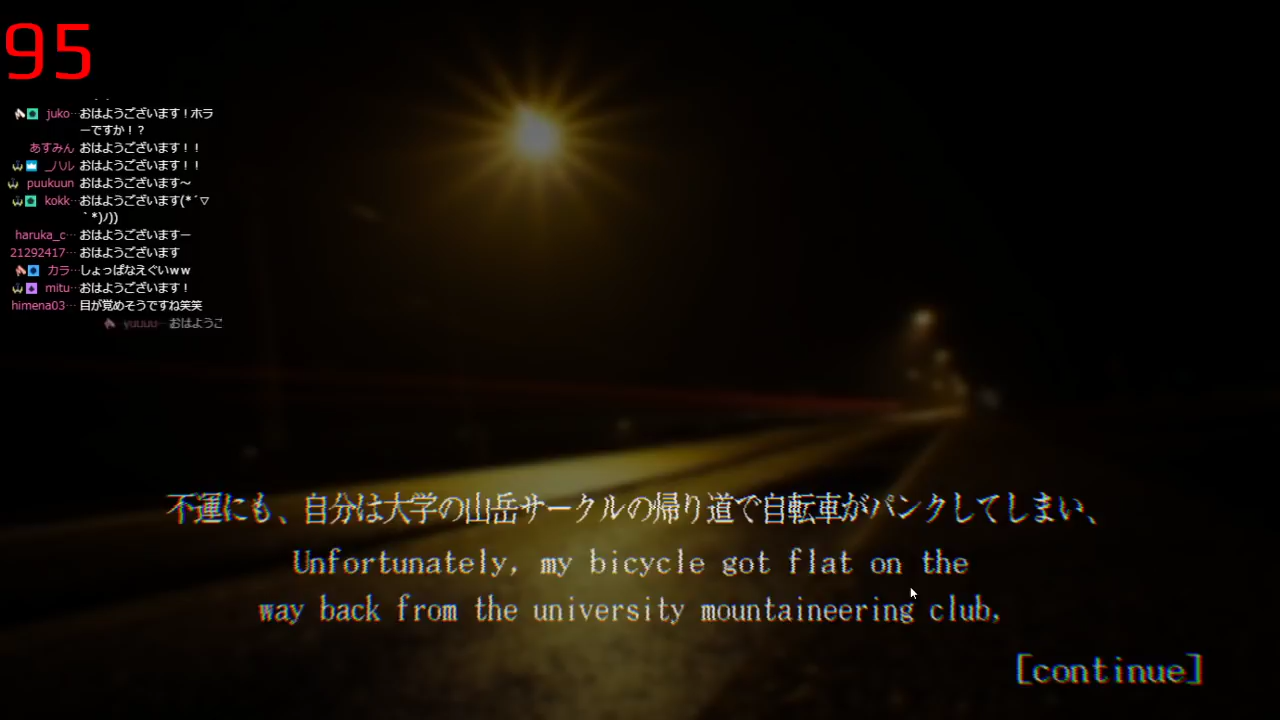 95
juko… おはようございます！ホラ
ーですか！？
あすみん おはようございます！！
_ハル おはようございます！！
puukuun おはようございます～
kokk… おはようございます(*´▽
｀*)ﾉ))
haruka_c… おはようございますー
21292417… おはようございます
カラ… しょっぱなえぐいｗｗ
mitu… おはようございます！
himena03… 目が覚めそうですね笑笑
おはようこ
不運にも、自分は大学の山岳サークルの帰り道で自転車がパンクしてしまい、
Unfortunately, my bicycle got flat on the
way back from the university mountaineering club,
[continue]